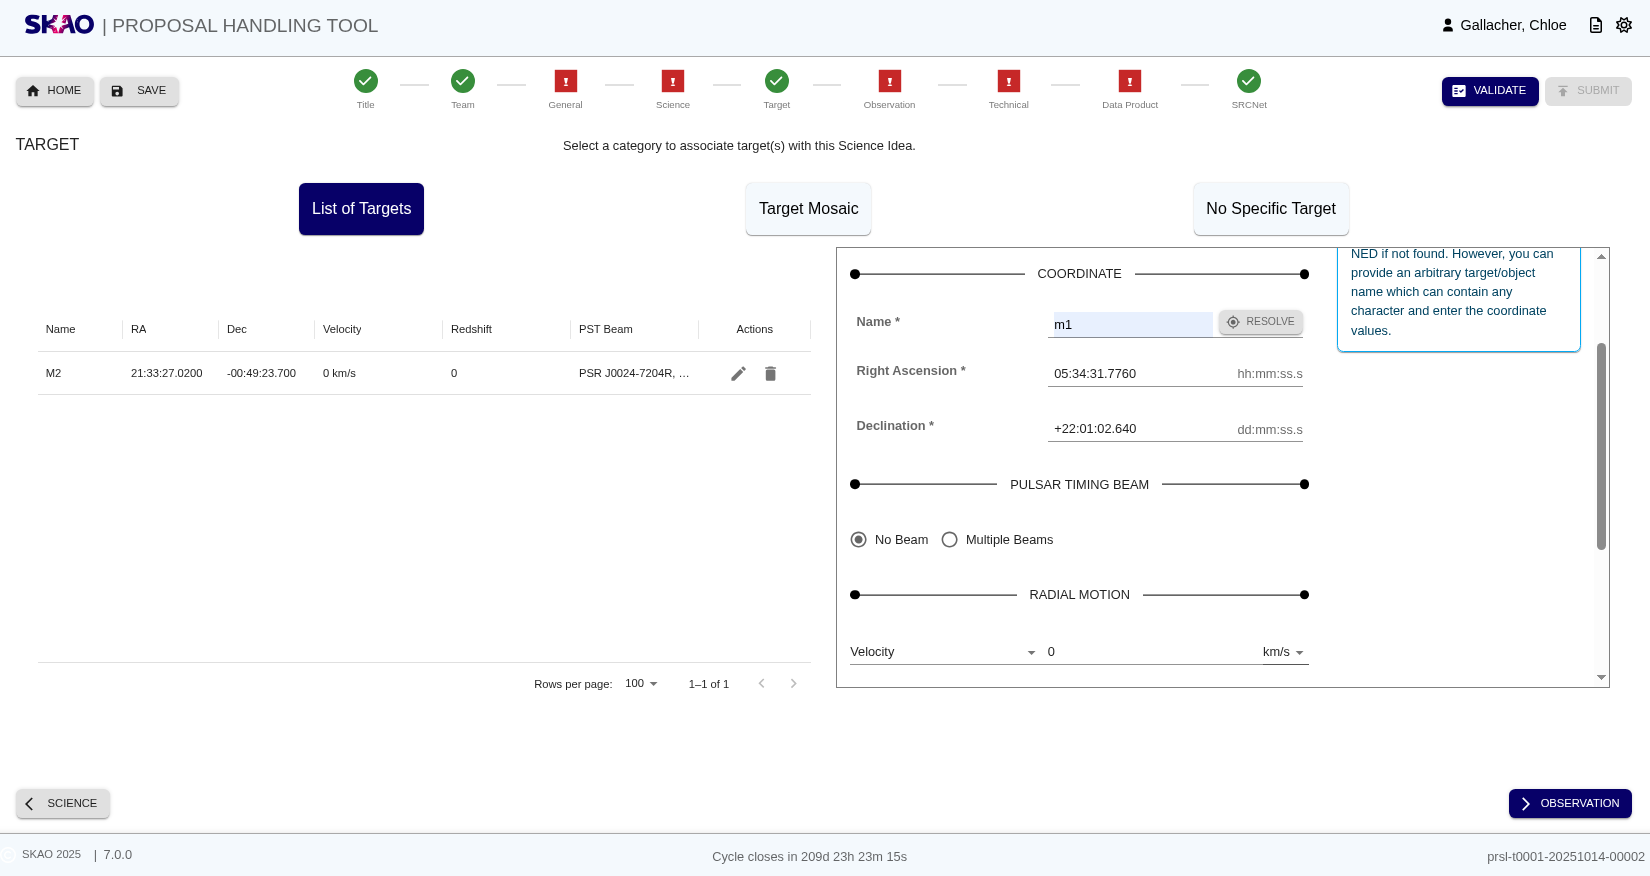 SKAO | PROPOSAL HANDLING TOOL
Gallacher, Chloe
HOME
SAVE
Title
Team
General
Science
Target
Observation
Technical
Data Product
SRCNet
VALIDATE
SUBMIT
TARGET
Select a category to associate target(s) with this Science Idea.
List of Targets
Target Mosaic
No Specific Target
Name RA Dec Velocity Redshift PST Beam Actions
M2 21:33:27.0200 -00:49:23.700 0 km/s 0 PSR J0024-7204R, …
Rows per page: 100 1–1 of 1
COORDINATE
Name * m1 RESOLVE
Right Ascension * 05:34:31.7760 hh:mm:ss.s
Declination * +22:01:02.640 dd:mm:ss.s
PULSAR TIMING BEAM
No Beam Multiple Beams
RADIAL MOTION
Velocity 0 km/s
NED if not found. However, you can
provide an arbitrary target/object
name which can contain any
character and enter the coordinate
values.
SCIENCE
OBSERVATION
© SKAO 2025 | 7.0.0
Cycle closes in 209d 23h 23m 15s
prsl-t0001-20251014-00002